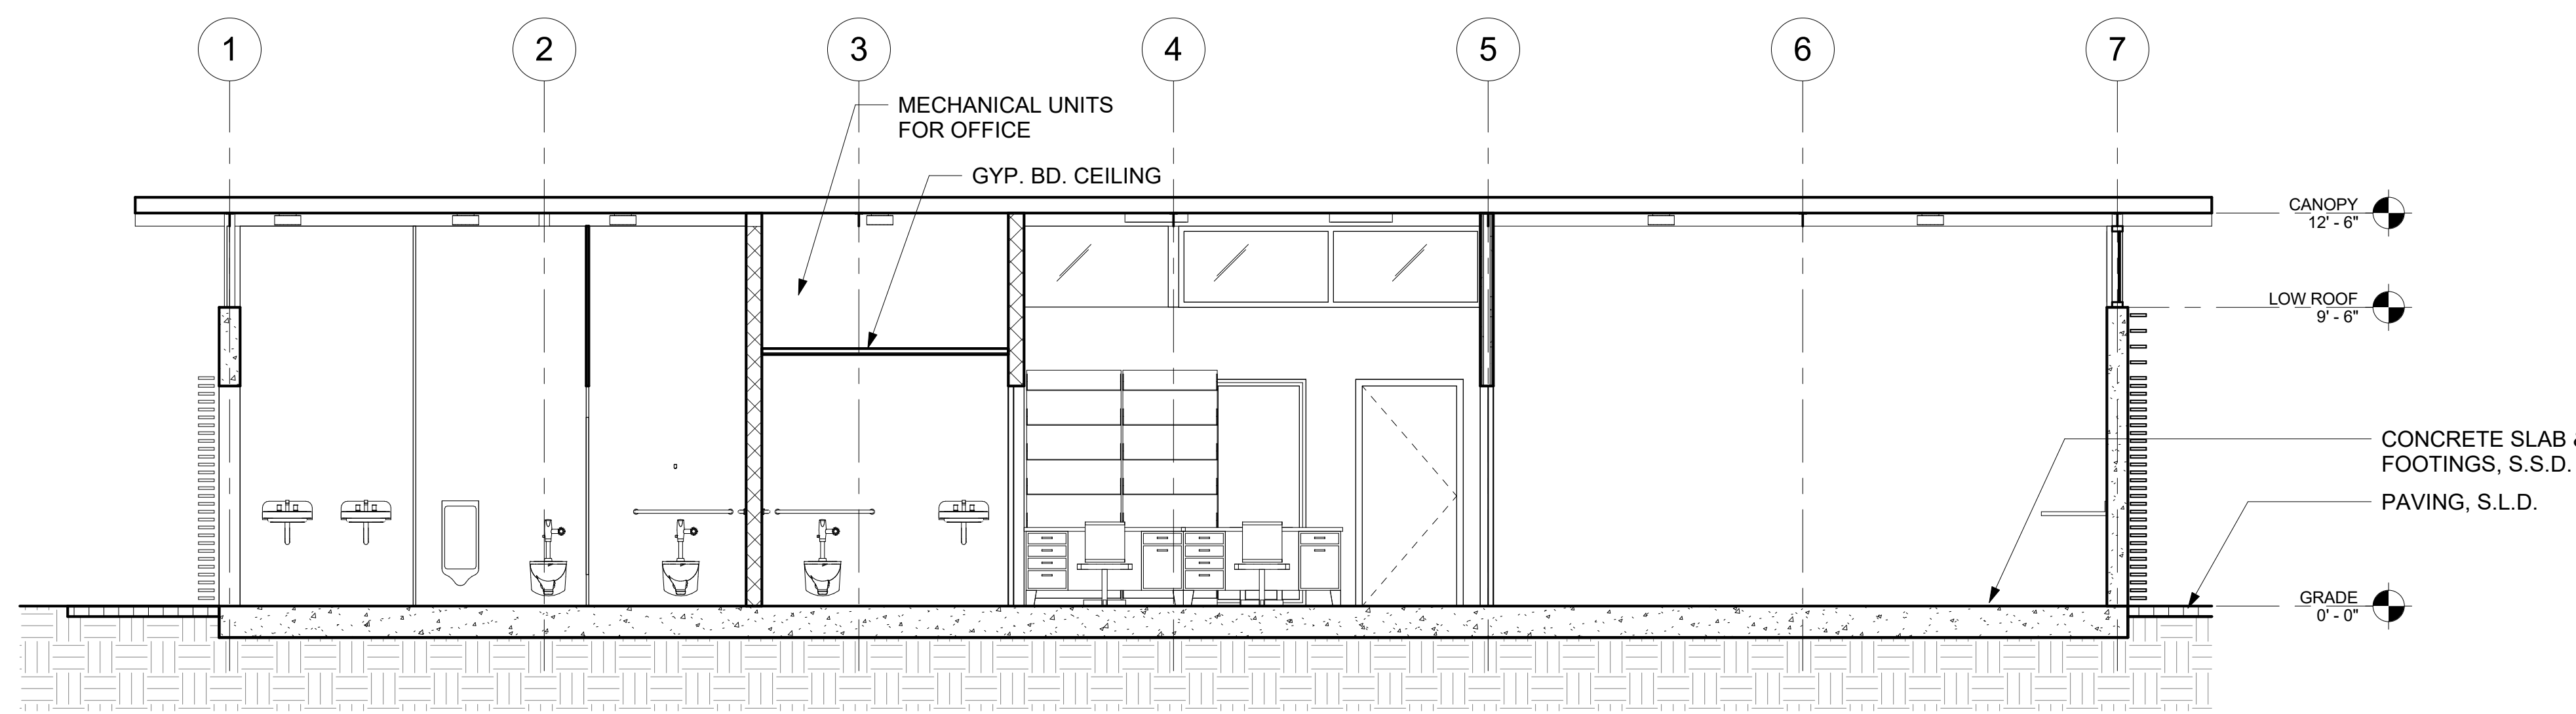 1 2 3 4 5 6 7
MECHANICAL UNITS
FOR OFFICE
GYP. BD. CEILING
CANOPY
12' - 6"
LOW ROOF
9' - 6"
CONCRETE SLAB &
FOOTINGS, S.S.D.
PAVING, S.L.D.
GRADE
0' - 0"